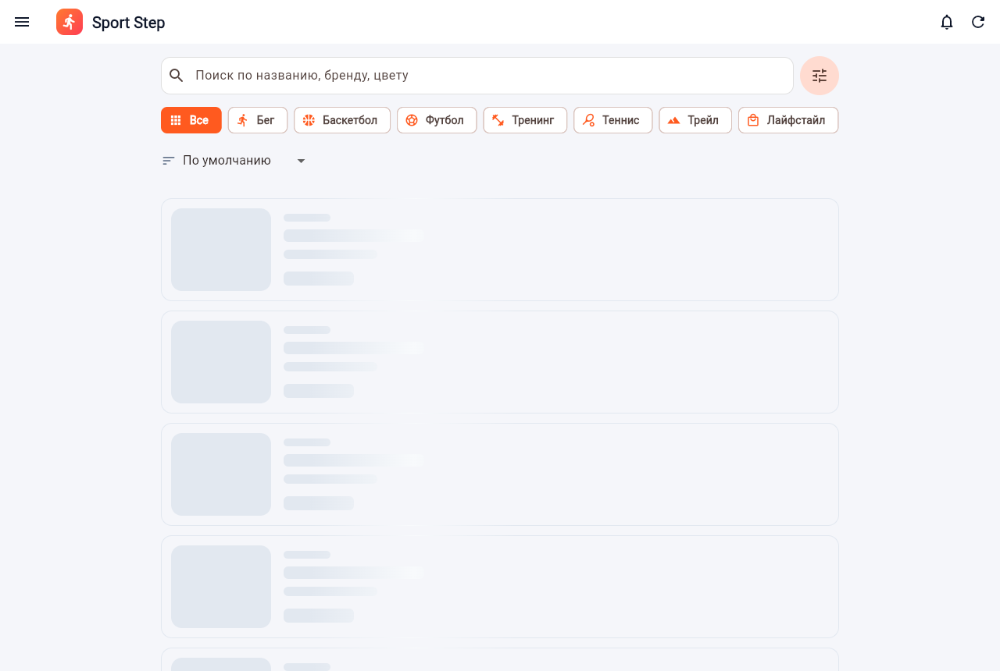 Sport Step
Поиск по названию, бренду, цвету
Все Бег Баскетбол Футбол Тренинг Теннис Трейл Лайфстайл
По умолчанию